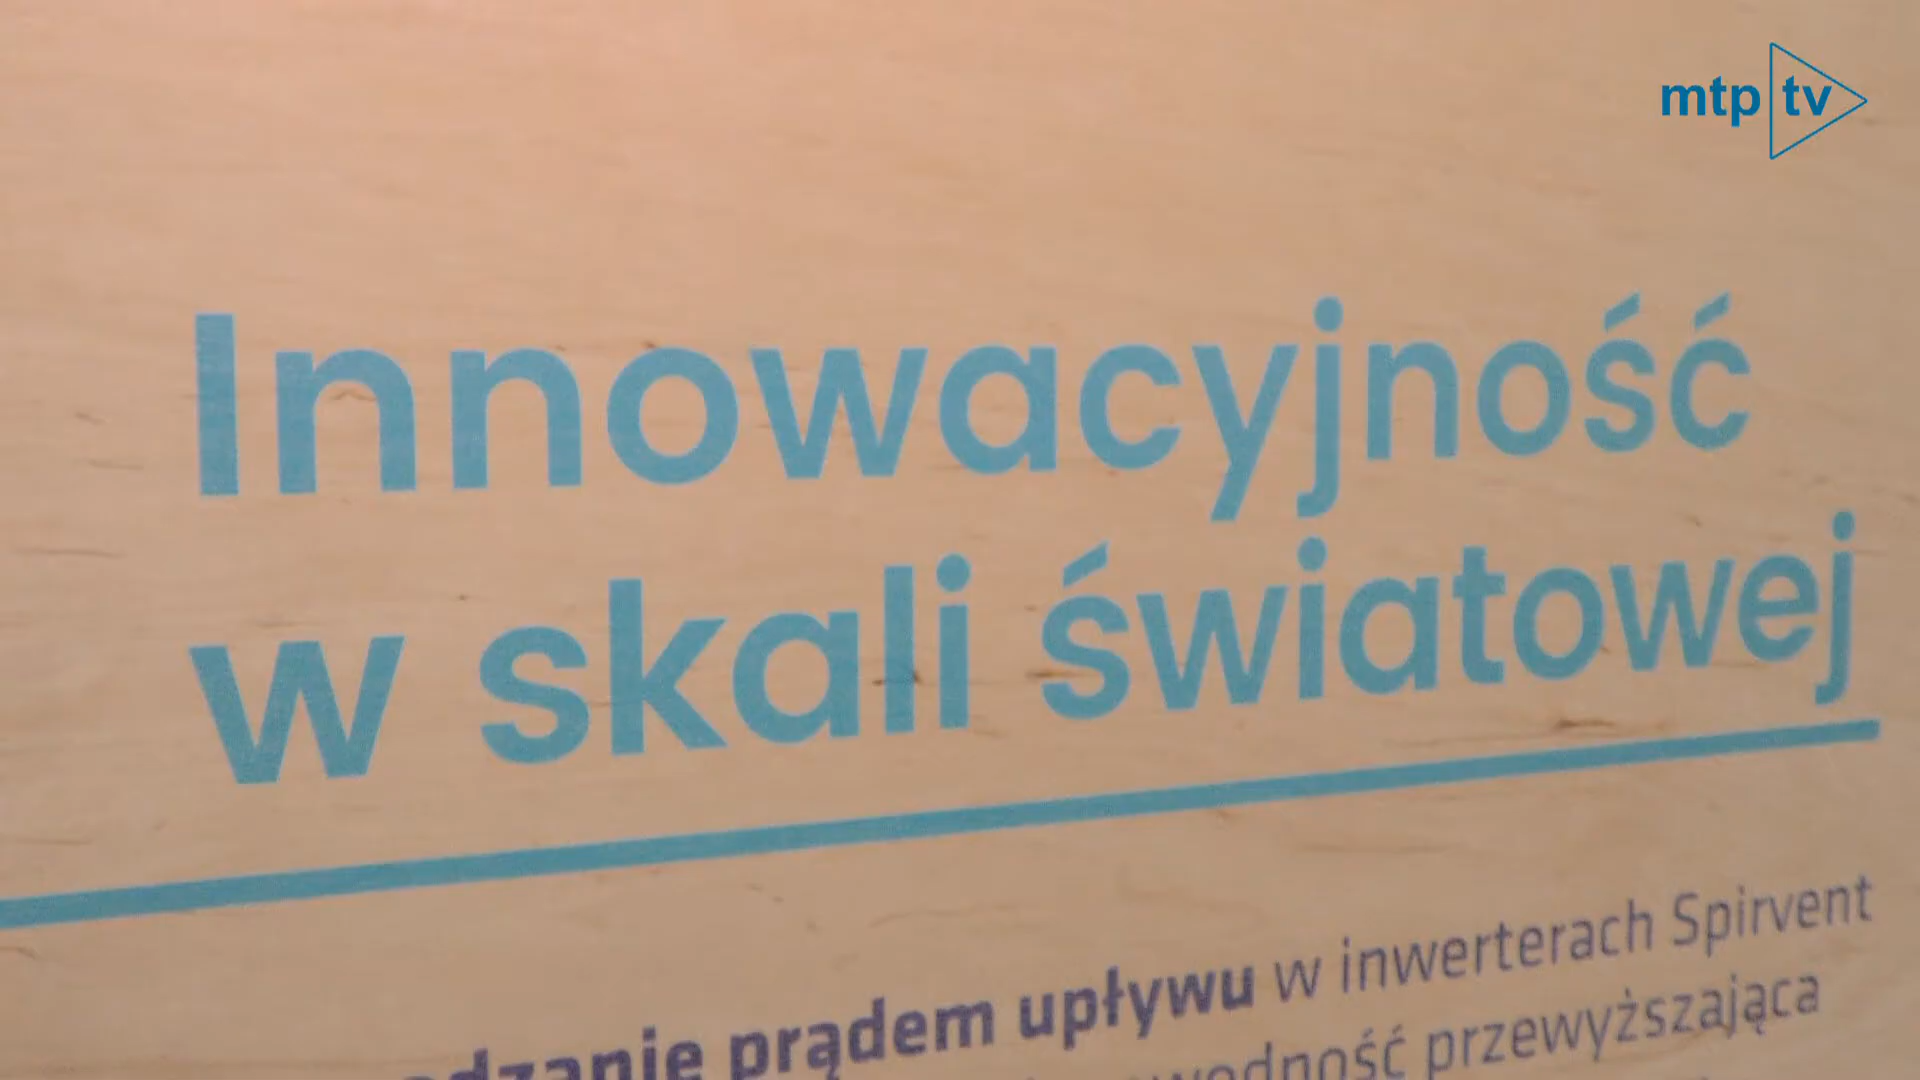 mtp tv
Innowacyjność
w skali światowej
prądem upływu w inwerterach Spirvent
przewyższająca